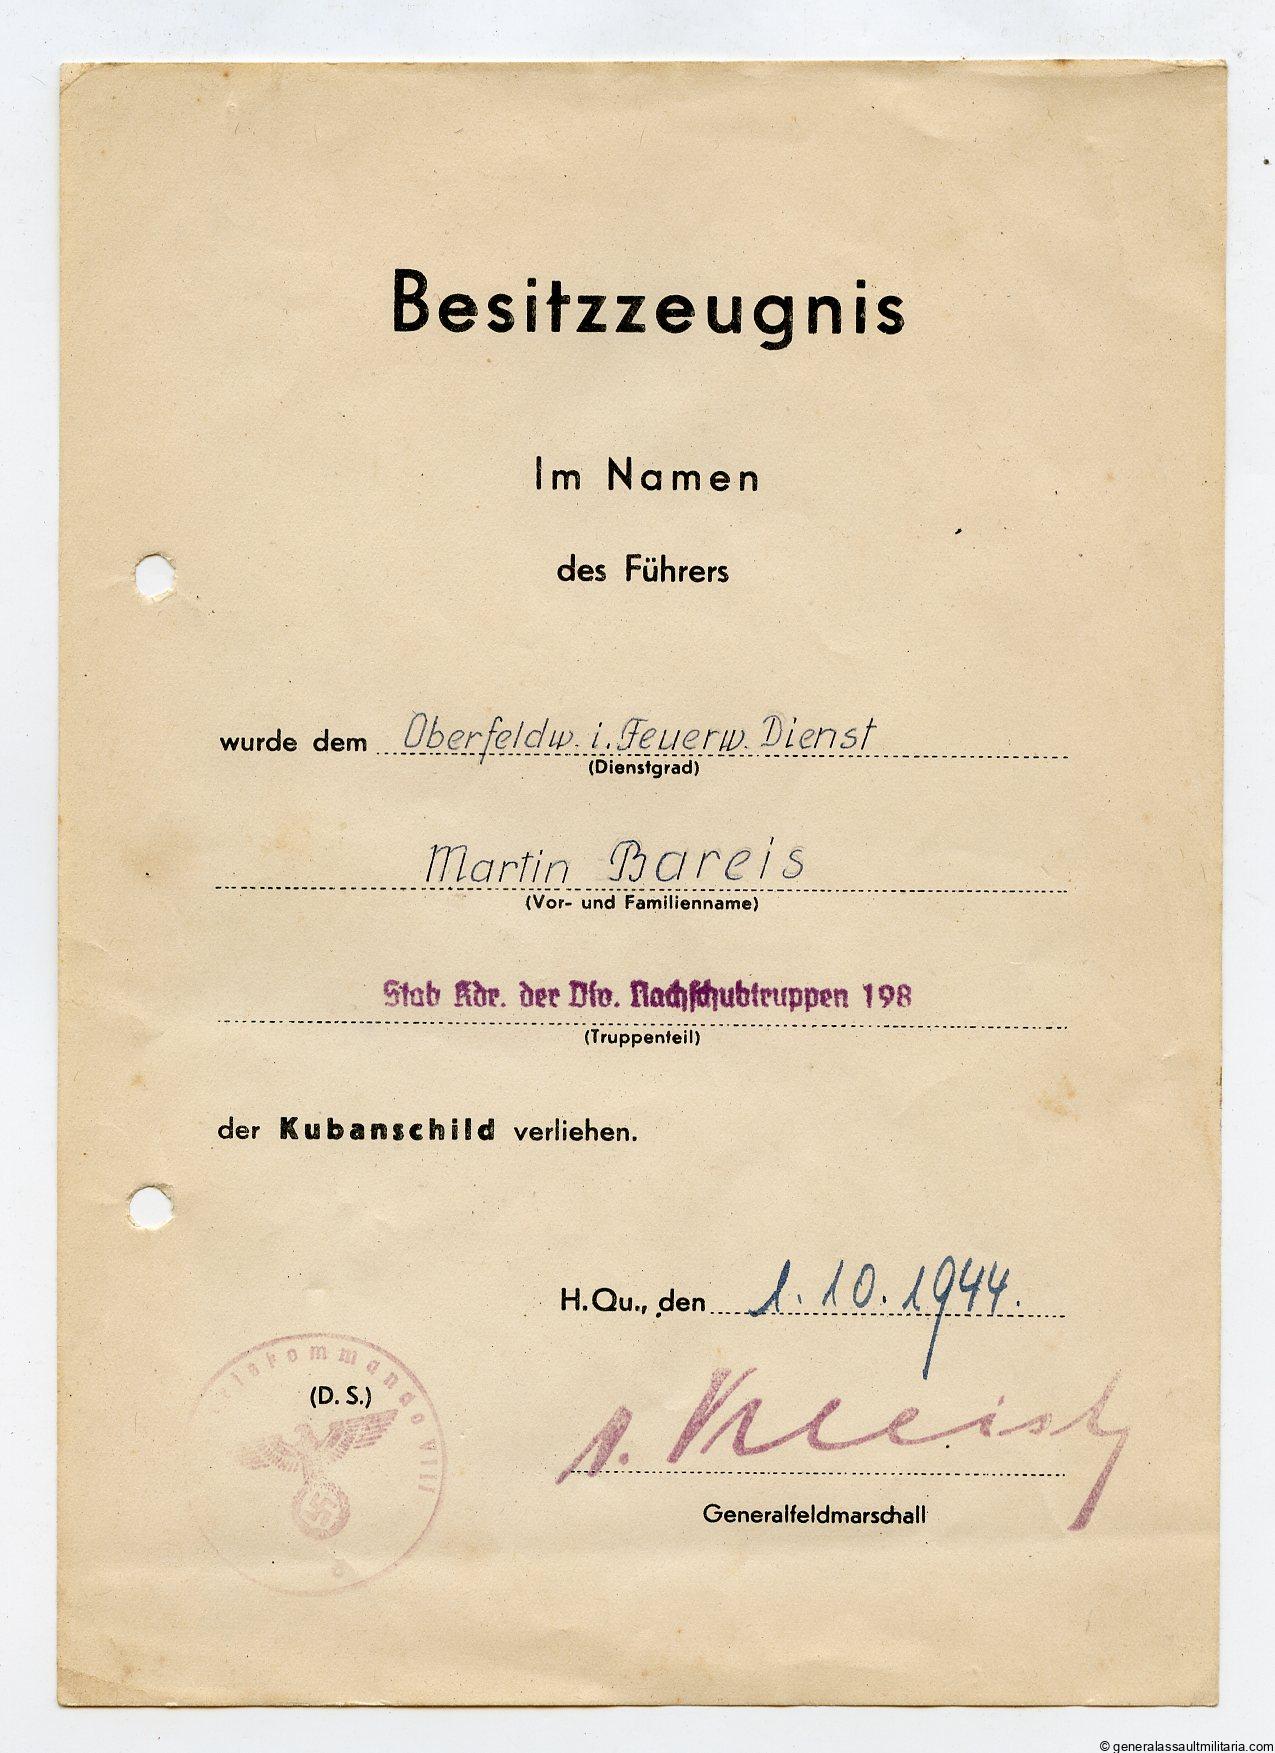 Besitzzeugnis
Im Namen
des Führers
wurde dem Oberfeldw. i. Feuerw. Dienst
(Dienstgrad)
Martin Bareis
(Vor- und Familienname)
Stab Kdr. der Div. Nachschubtruppen 198
(Truppenteil)
der Kubanschild verliehen.
H.Qu., den 1.10.1944.
(D. S.)
v. Kleist
Generalfeldmarschall
© generalassaultmilitaria.com